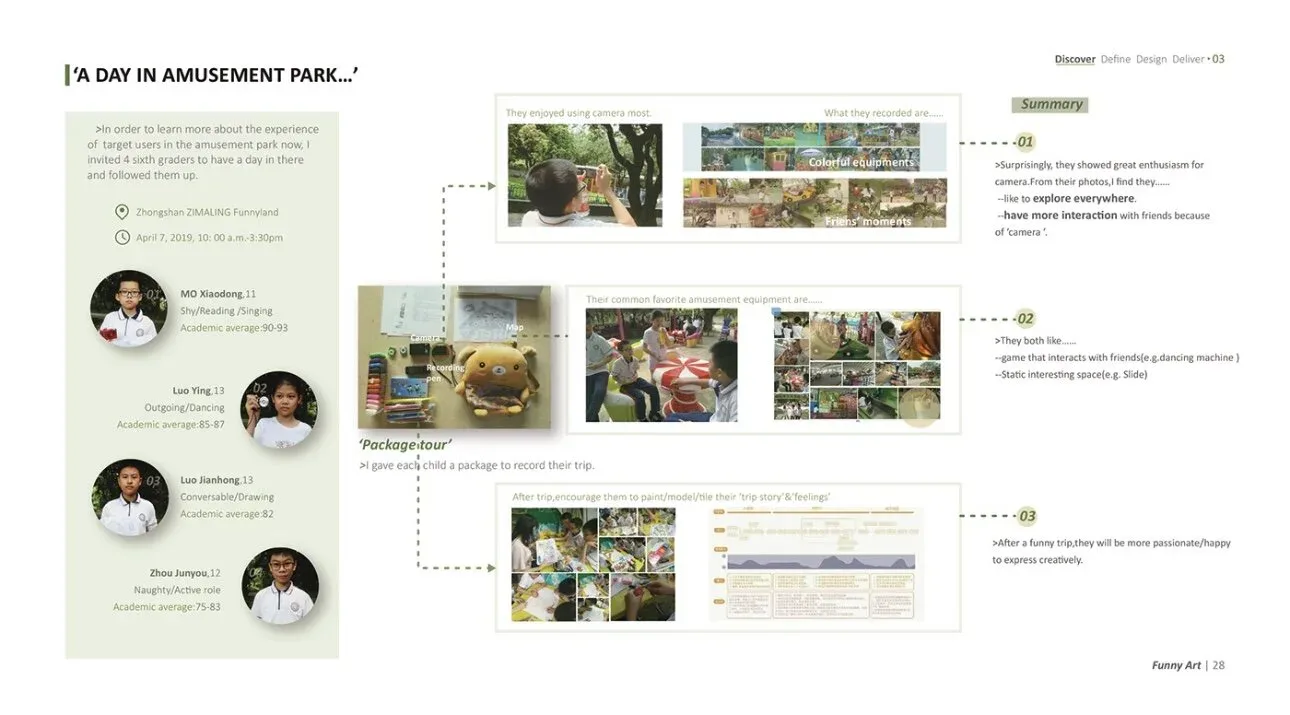 'A DAY IN AMUSEMENT PARK...'
Discover Define Design Deliver • 03
>In order to learn more about the experience
of target users in the amusement park now, I
invited 4 sixth graders to have a day in there
and followed them up.
Zhongshan ZIMALING Funnyland
April 7, 2019, 10: 00 a.m.-3:30pm
01
MO Xiaodong,11
Shy/Reading /Singing
Academic average:90-93
02
Luo Ying,13
Outgoing/Dancing
Academic average:85-87
03
Luo Jianhong,13
Conversable/Drawing
Academic average:82
Zhou Junyou,12
Naughty/Active role
Academic average:75-83
Camera
Map
Recording
pen
'Package tour'
>I gave each child a package to record their trip.
They enjoyed using camera most.
What they recorded are......
Colorful equipments
Friens' moments
Their common favorite amusement equipment are......
After trip,encourage them to paint/model/tile their 'trip story'&'feelings'
Summary
01
>Surprisingly, they showed great enthusiasm for
camera.From their photos,I find they......
--like to explore everywhere.
--have more interaction with friends because
of 'camera '.
02
>They both like......
--game that interacts with friends(e.g.dancing machine )
--Static interesting space(e.g. Slide)
03
>After a funny trip,they will be more passionate/happy
to express creatively.
Funny Art | 28